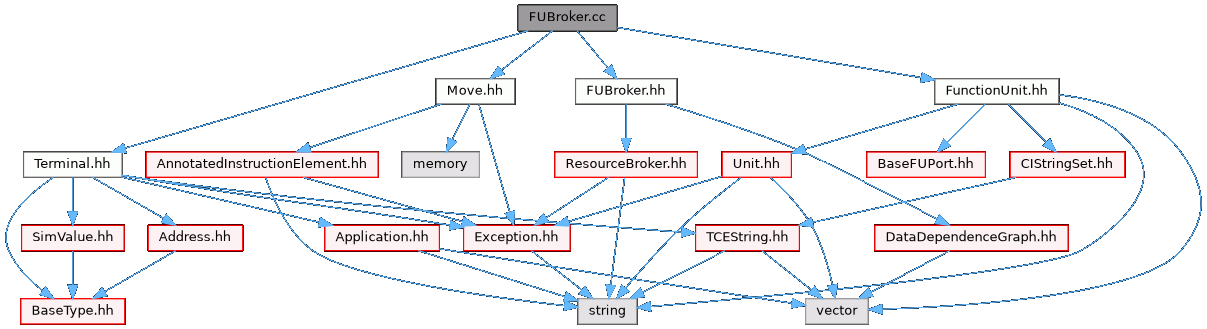 FUBroker.cc
Move.hh
FUBroker.hh
FunctionUnit.hh
Terminal.hh
AnnotatedInstructionElement.hh
memory
ResourceBroker.hh
Unit.hh
BaseFUPort.hh
CIStringSet.hh
SimValue.hh
Address.hh
Application.hh
Exception.hh
TCEString.hh
DataDependenceGraph.hh
BaseType.hh
string
vector